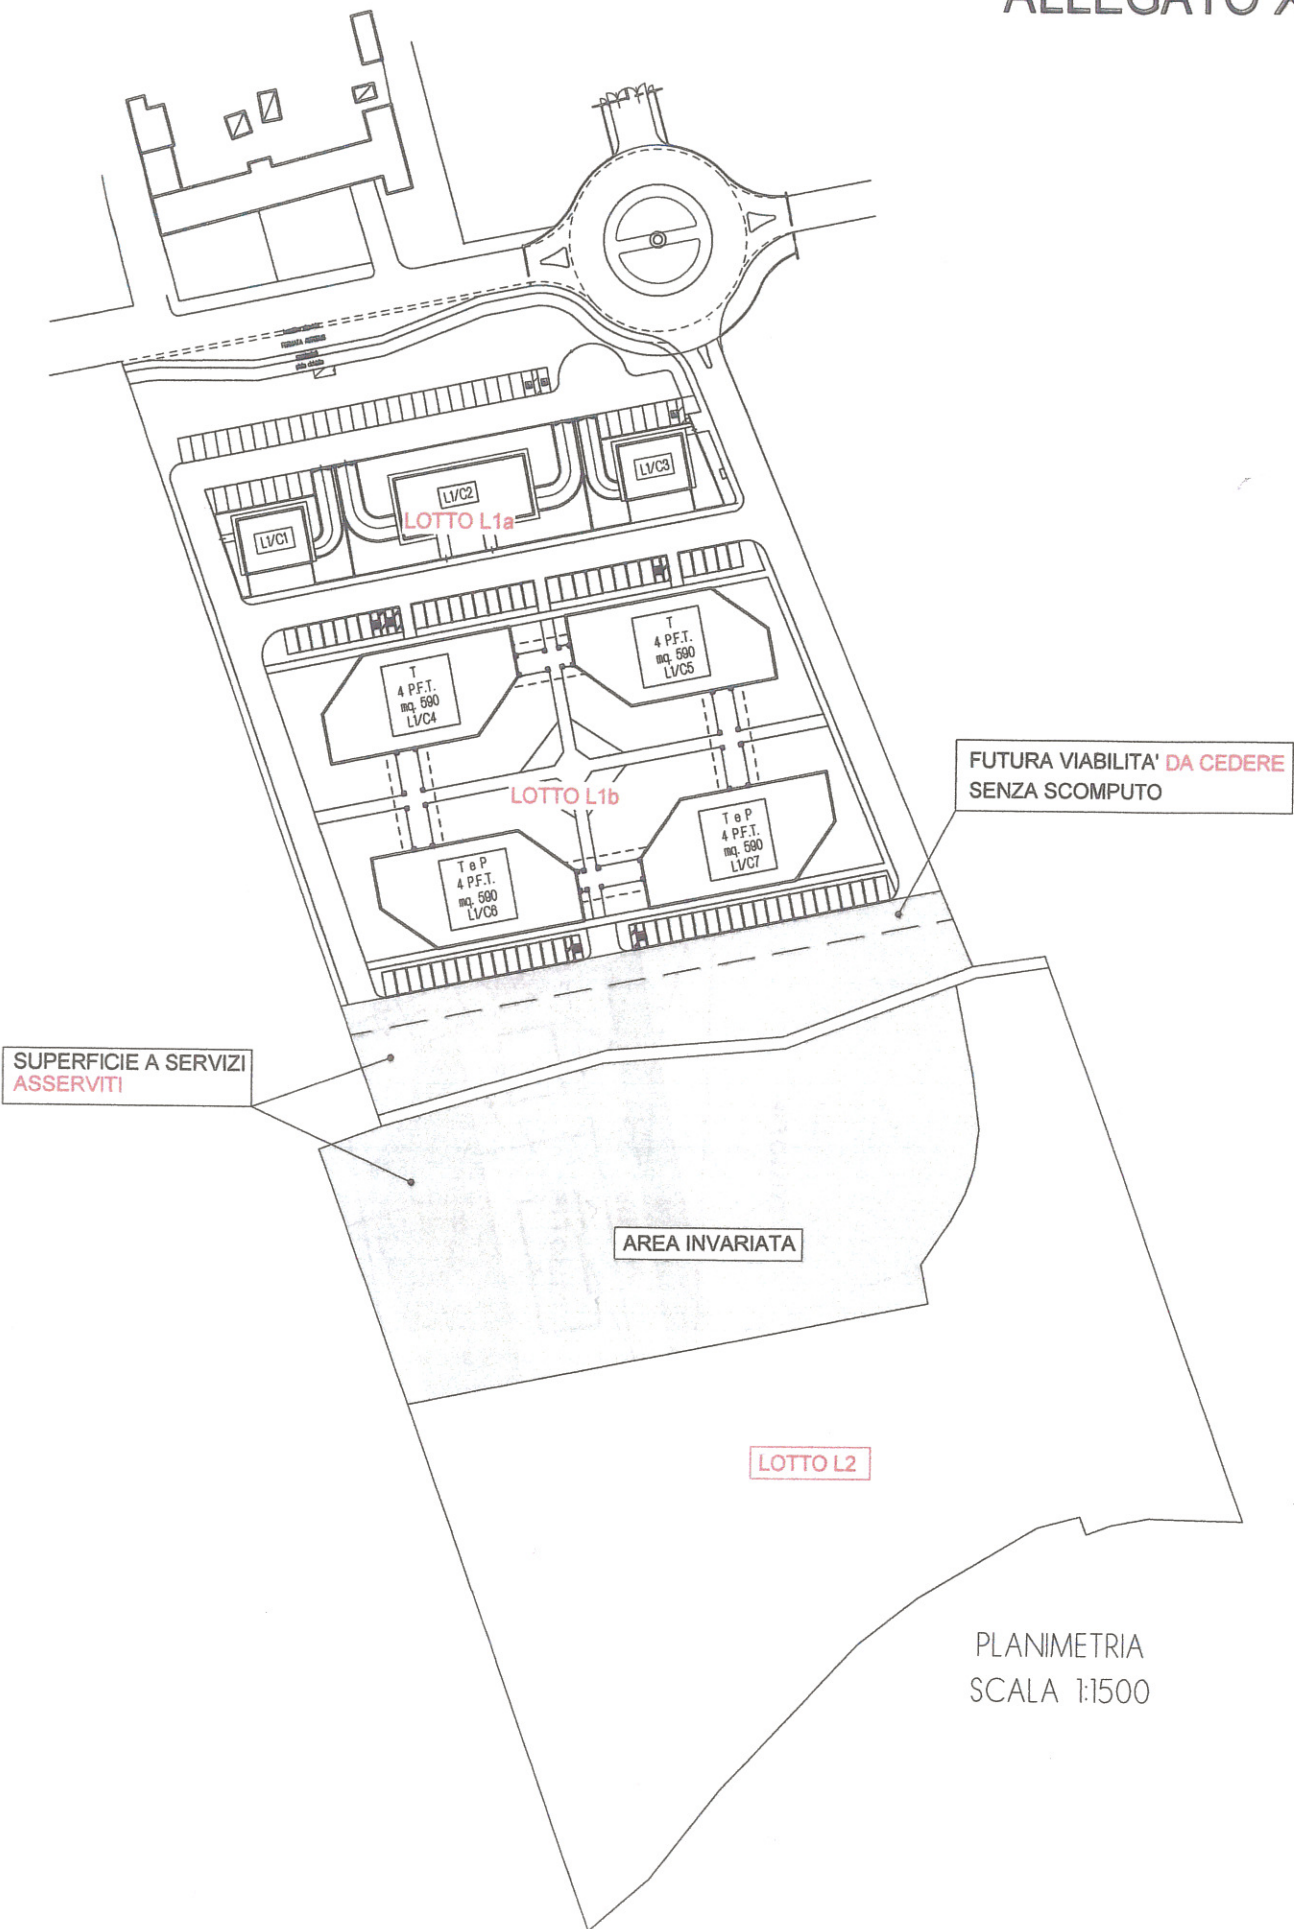 ALLEGATO
L1/C3
L1/C2
LOTTO L1a
L1/C1
T
4 P.F.T.
mq. 590
L1/C5
T
4 P.F.T.
mq. 590
L1/C4
FUTURA VIABILITA' DA CEDERE
SENZA SCOMPUTO
LOTTO L1b
T e P
4 P.F.T.
mq. 590
L1/C7
T e P
4 P.F.T.
mq. 590
L1/C6
SUPERFICIE A SERVIZI
ASSERVITI
AREA INVARIATA
LOTTO L2
PLANIMETRIA
SCALA 1:1500